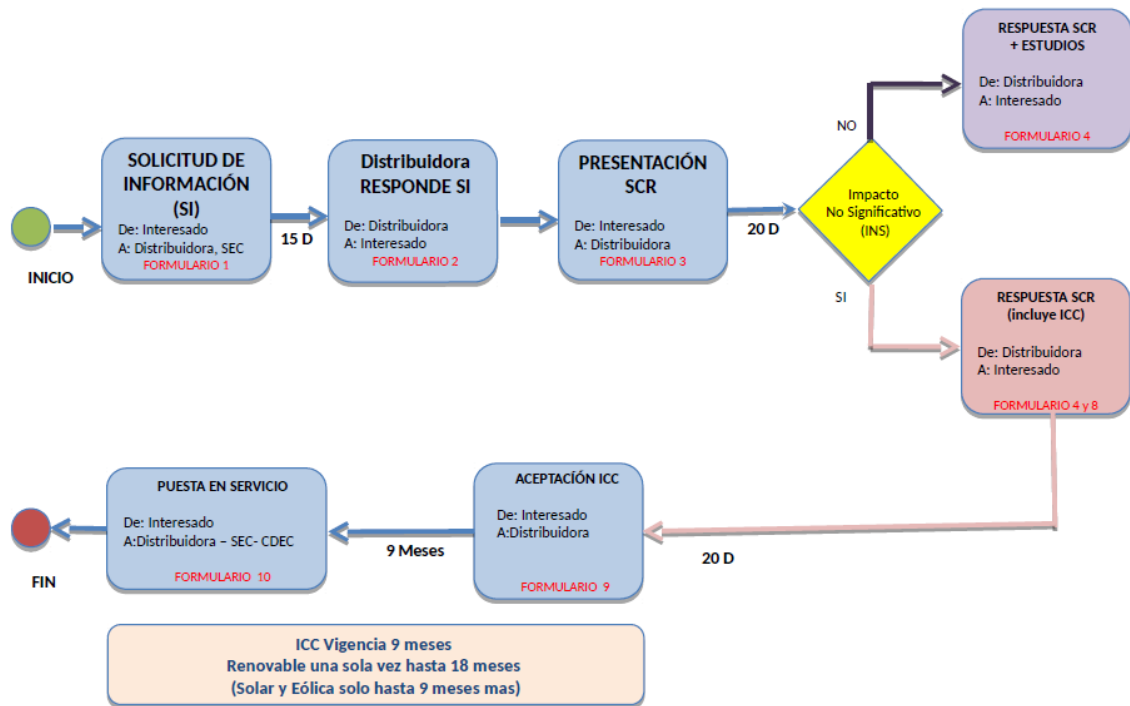 INICIO
SOLICITUD DE
INFORMACIÓN
(SI)
De: Interesado
A: Distribuidora, SEC
FORMULARIO 1
15 D
Distribuidora
RESPONDE SI
De: Distribuidora
A: Interesado
FORMULARIO 2
PRESENTACIÓN
SCR
De: Interesado
A: Distribuidora
FORMULARIO 3
20 D
Impacto
No Significativo
(INS)
NO
RESPUESTA SCR
+ ESTUDIOS
De: Distribuidora
A: Interesado
FORMULARIO 4
SI
RESPUESTA SCR
(incluye ICC)
De: Distribuidora
A: Interesado
FORMULARIO 4 y 8
20 D
ACEPTACÍÓN ICC
De: Interesado
A:Distribuidora
FORMULARIO 9
9 Meses
PUESTA EN SERVICIO
De: Interesado
A:Distribuidora – SEC- CDEC
FORMULARIO 10
FIN
ICC Vigencia 9 meses
Renovable una sola vez hasta 18 meses
(Solar y Eólica solo hasta 9 meses mas)